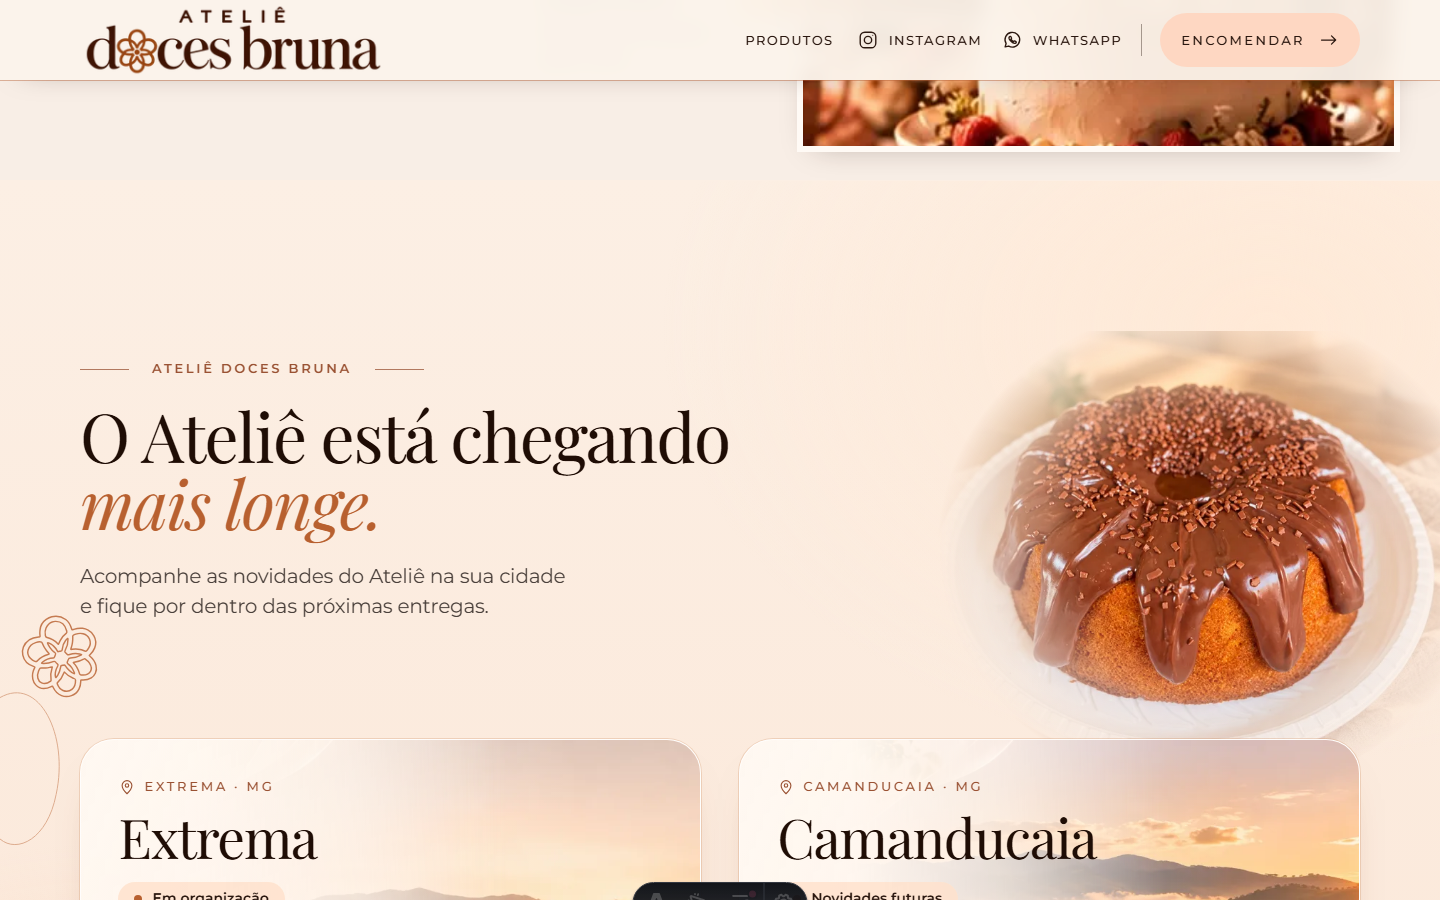 ATELIÊ
doces bruna
PRODUTOS
INSTAGRAM
WHATSAPP
ENCOMENDAR
ATELIÊ DOCES BRUNA
O Ateliê está chegando
mais longe.
Acompanhe as novidades do Ateliê na sua cidade
e fique por dentro das próximas entregas.
EXTREMA · MG
Extrema
Em organização
CAMANDUCAIA · MG
Camanducaia
Novidades futuras